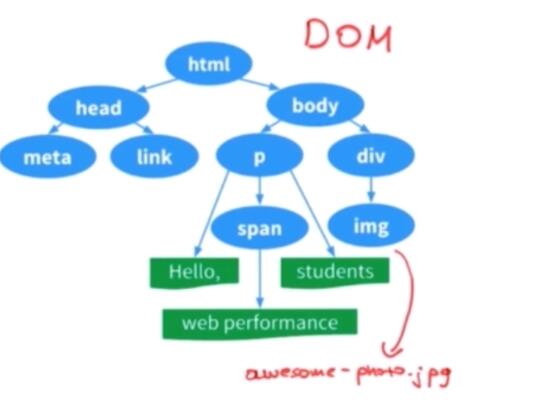 DOM
html
head
body
meta
link
p
div
span
img
Hello,
students
web performance
awesome-photo.jpg